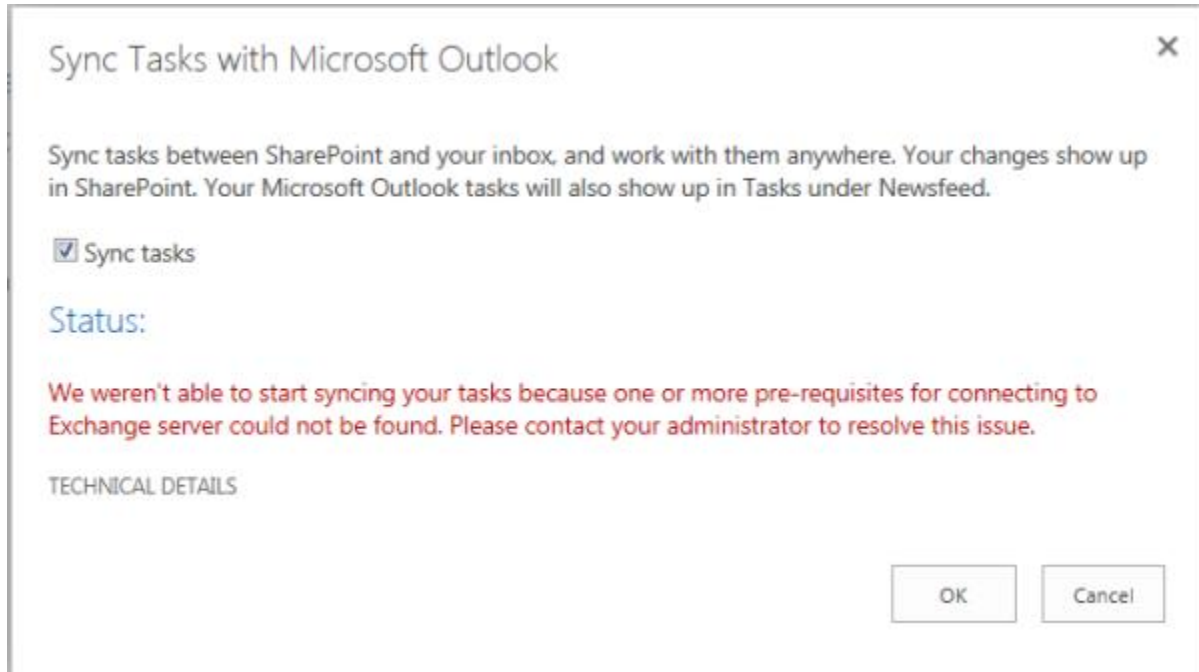 Sync Tasks with Microsoft Outlook
Sync tasks between SharePoint and your inbox, and work with them anywhere. Your changes show up
in SharePoint. Your Microsoft Outlook tasks will also show up in Tasks under Newsfeed.
Sync tasks
Status:
We weren't able to start syncing your tasks because one or more pre-requisites for connecting to
Exchange server could not be found. Please contact your administrator to resolve this issue.
TECHNICAL DETAILS
OK Cancel